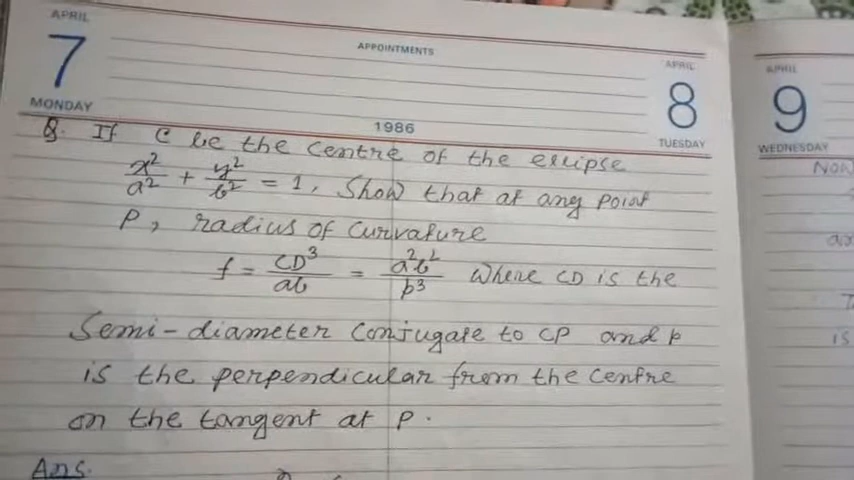 APRIL
7
MONDAY
APPOINTMENTS
1986
APRIL
8
TUESDAY
APRIL
9
WEDNESDAY
Q. If C be the centre of the ellipse
x²/a² + y²/b² = 1, Show that at any point
P, radius of curvature
f = CD³/ab = a²b²/p³ where CD is the
Semi-diameter conjugate to CP and p
is the perpendicular from the centre
on the tangent at P.
Ans.
is